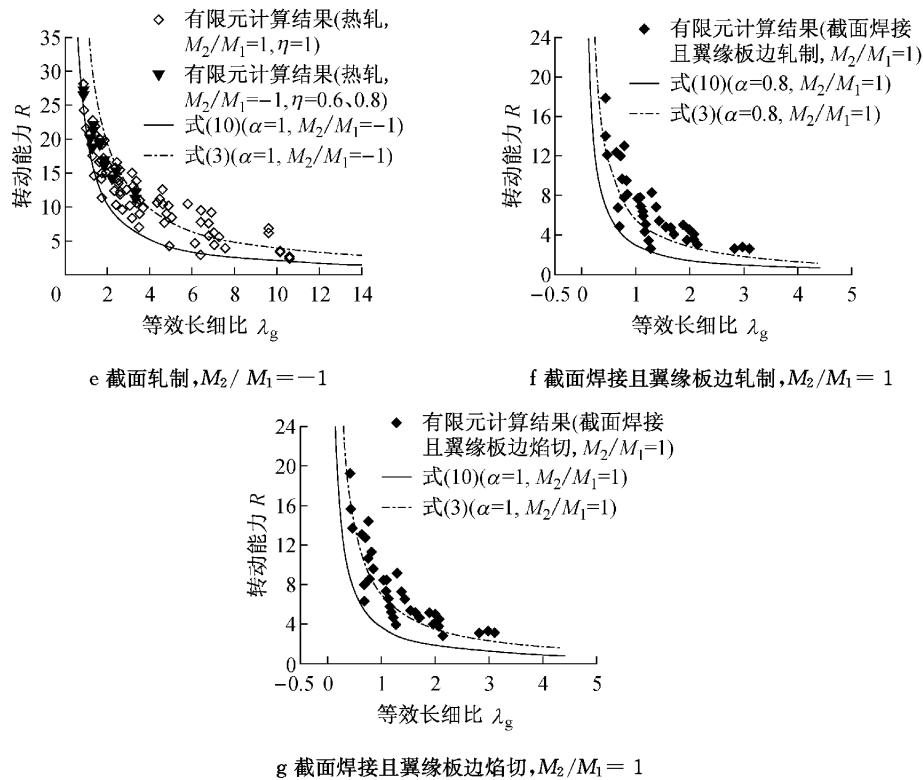 有限元计算结果(热轧,
M₂/M₁=1, η=1)
有限元计算结果(热轧,
M₂/M₁=−1, η=0.6、0.8)
式(10)(α=1, M₂/M₁=−1)
式(3)(α=1, M₂/M₁=−1)
35
30
25
20
15
10
5
转动能力 R
0 2 4 6 8 10 12 14
等效长细比 λg
e 截面轧制,M₂/ M₁=−1
有限元计算结果(截面焊接
且翼缘板边轧制, M₂/M₁=1)
式(10)(α=0.8, M₂/M₁=1)
式(3)(α=0.8, M₂/M₁=1)
24
20
16
12
8
4
0
转动能力 R
−0.5 0 1 2 3 4 5
等效长细比 λg
f 截面焊接且翼缘板边轧制,M₂/M₁= 1
有限元计算结果(截面焊接
且翼缘板边焰切, M₂/M₁=1)
式(10)(α=1, M₂/M₁=1)
式(3)(α=1, M₂/M₁=1)
24
20
16
12
8
4
0
转动能力 R
−0.5 0 1 2 3 4 5
等效长细比 λg
g 截面焊接且翼缘板边焰切,M₂/M₁= 1